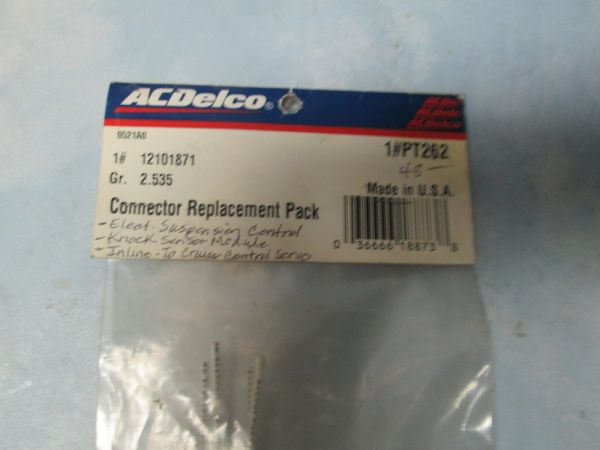 ACDelco®
ACDelco
ACDelco
ACDelco
0521A0
1# 12101871
1#PT262
48-
Gr. 2.535
Made in U.S.A.
Connector Replacement Pack
- Elect. Suspension Control
- Knock Sensor Module
- Inline - To Cruise Control Servo
0 36666 18873 8